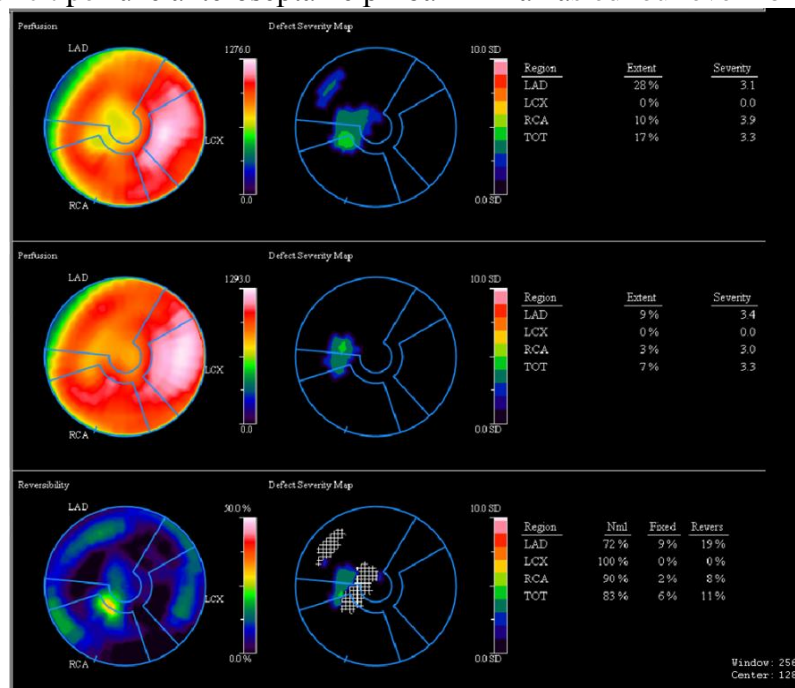 Perfusion Defect Severity Map
LAD 1276.0 10.0 SD
Region Extent Severity
LAD 28% 3.1
LCX 0% 0.0
RCA 10% 3.9
TOT 17% 3.3
LCX
RCA 0.0 0.0 SD
Perfusion Defect Severity Map
LAD 1293.0 10.0 SD
Region Extent Severity
LAD 9% 3.4
LCX 0% 0.0
RCA 3% 3.0
TOT 7% 3.3
LCX
RCA 0.0 0.0 SD
Reversibility Defect Severity Map
LAD 50.0% 10.0 SD
Region Nml Fixed Revers
LAD 72% 9% 19%
LCX 100% 0% 0%
RCA 90% 2% 8%
TOT 83% 6% 11%
LCX
RCA 0.0% 0.0 SD
Window: 256
Center: 128